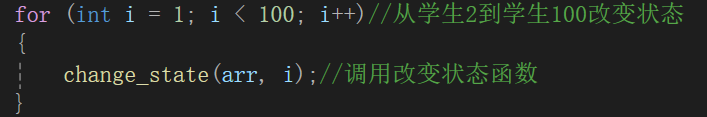 for (int i = 1; i < 100; i++)//从学生2到学生100改变状态
{
change_state(arr, i);//调用改变状态函数
}